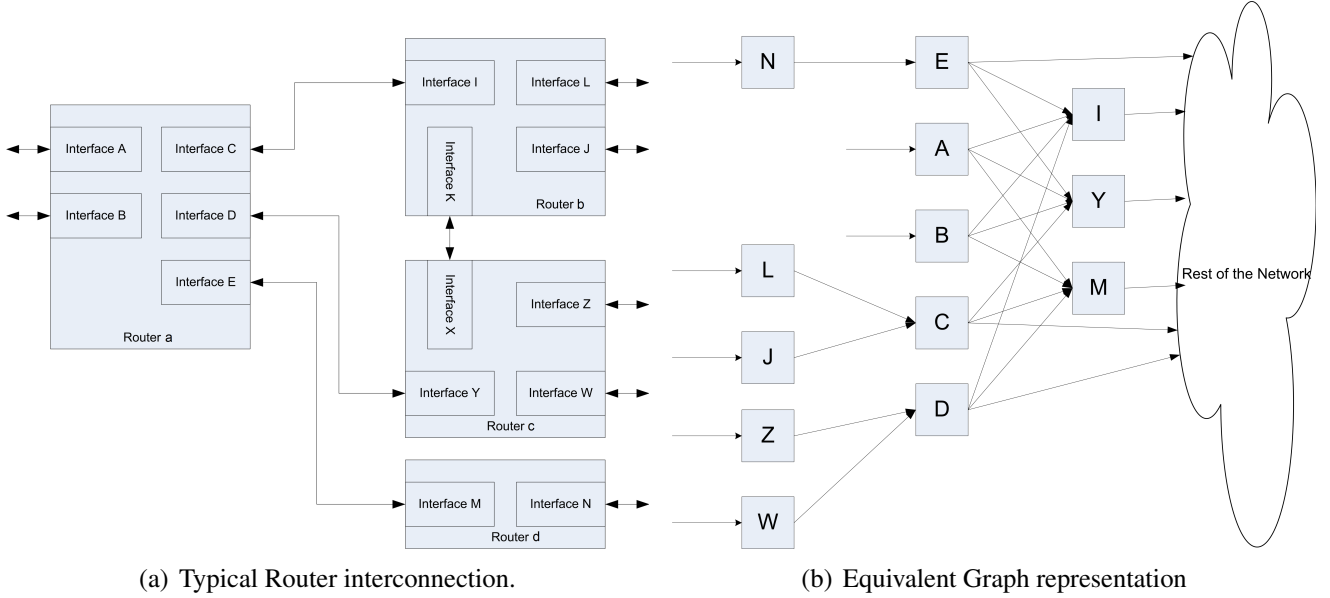 Interface A
Interface B
Interface C
Interface D
Interface E
Router a
Interface I
Interface L
Interface J
Interface K
Router b
Interface X
Interface Z
Interface Y
Interface W
Router c
Interface M
Interface N
Router d
(a) Typical Router interconnection.
N
E
I
A
Y
B
L
M
Rest of the Network
C
J
D
Z
W
(b) Equivalent Graph representation